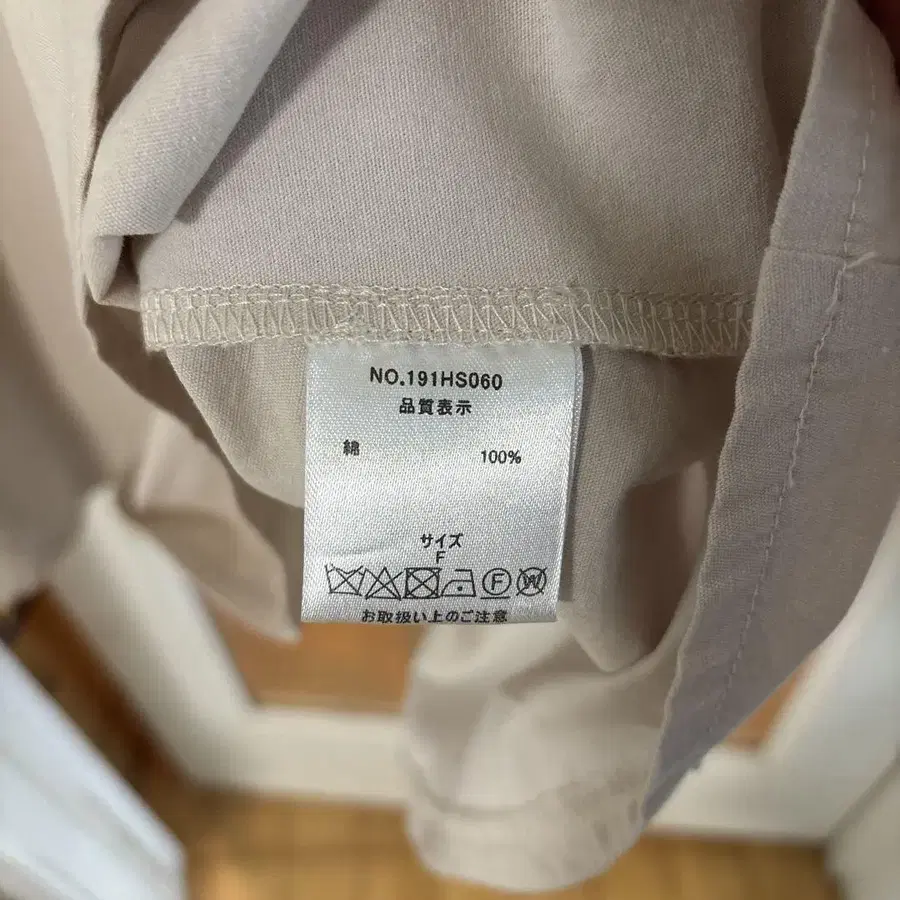 NO.191HS060
品質表示
綿 100%
サイズ
F
F W
お取扱い上のご注意